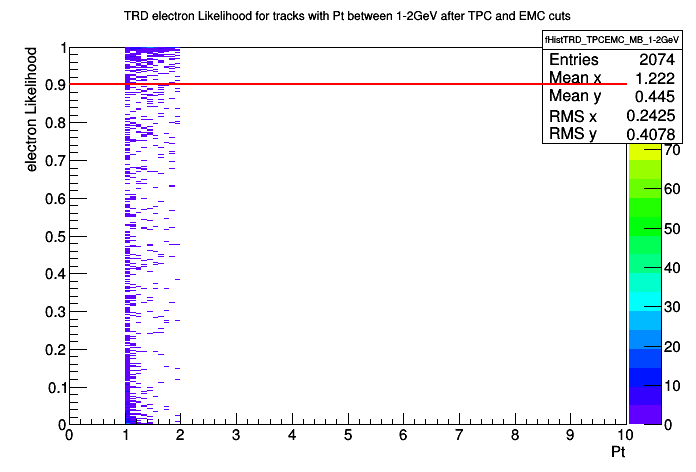 TRD electron Likelihood for tracks with Pt between 1-2GeV after TPC and EMC cuts
fHistTRD_TPCEMC_MB_1-2GeV
Entries 2074
Mean x 1.222
Mean y 0.445
RMS x 0.2425
RMS y 0.4078
electron Likelihood
1
0.9
0.8
0.7
0.6
0.5
0.4
0.3
0.2
0.1
0
0 1 2 3 4 5 6 7 8 9 10
Pt
70
60
50
40
30
20
10
0